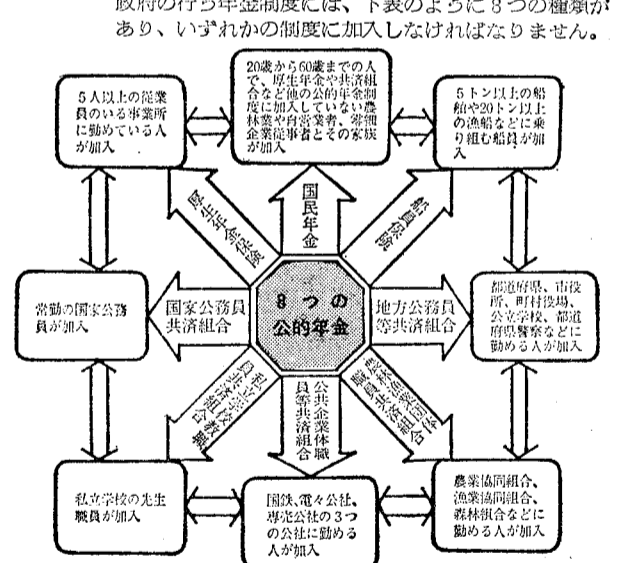 政府の行う年金制度には、下表のように8つの種類が
あり、いずれかの制度に加入しなければなりません。
5人以上の従業
員のいる事業所
に勤めている人
が加入
20歳から60歳までの人
で、厚生年金や共済組
合など他の公的年金制
度に加入していない農
林業や自営業者、零細
企業従事者とその家族
が加入
5トン以上の船
舶や20トン以上
の漁船などに乗
り組む船員が加
入
厚生年金保険
国民年金
船員保険
常勤の国家公務
員が加入
国家公務員
共済組合
8つの
公的年金
地方公務員
等共済組合
都道府県、市役
所、町村役場、
公立学校、都道
府県警察などに
勤める人が加入
私立学校教職
員共済組合
公共企業体職
員等共済組合
農林漁業団体
職員共済組合
私立学校の先生
職員が加入
国鉄、電々公社、
専売公社の3つ
の公社に勤める
人が加入
農業協同組合、
漁業協同組合、
森林組合などに
勤める人が加入